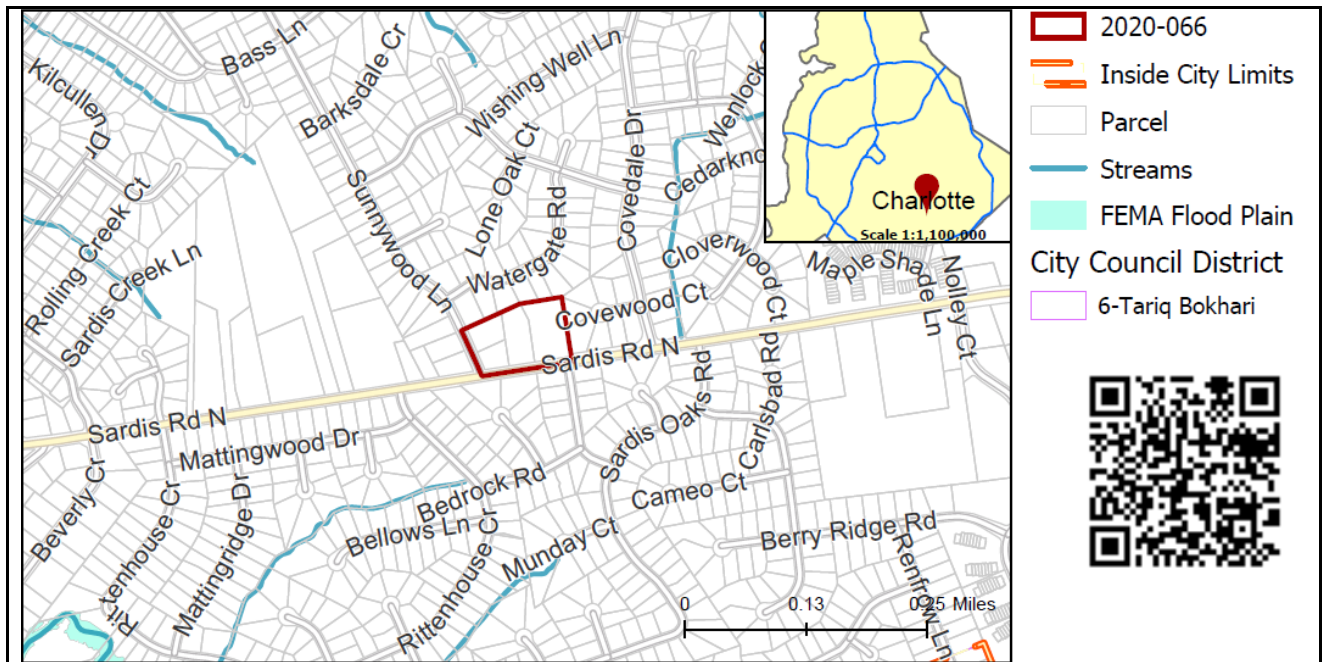 Bass Ln
Kilcullen Dr
Barksdale Cr
Wishing Well Ln
Wenlock C
Covedale Dr
Cedarkno
Lone Oak Ct
Sunnywood Ln
Watergate Rd
Rolling Creek Ct
Sardis Creek Ln
Cloverwood Ct
Covewood Ct
Maple Shade Ln
Nolley Ct
Sardis Rd N
Sardis Rd N
Mattingwood Dr
Carlsbad Rd
Sardis Oaks Rd
Beverly Cr
Rittenhouse Cr
Mattingridge Dr
Bedrock Rd
Bellows Ln
Cameo Ct
Munday Ct
Berry Ridge Rd
Renfrow Ln
Rittenhouse Cr
0 0.13 0.25 Miles
Charlotte
Scale 1:1,100,000
2020-066
Inside City Limits
Parcel
Streams
FEMA Flood Plain
City Council District
6-Tariq Bokhari